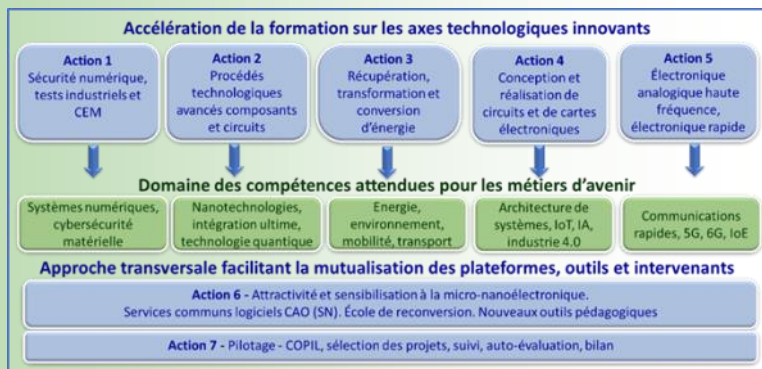 Accélération de la formation sur les axes technologiques innovants
Action 1
Sécurité numérique,
tests industriels et
CEM
Action 2
Procédés
technologiques
avancés composants
et circuits
Action 3
Récupération,
transformation et
conversion
d'énergie
Action 4
Conception et
réalisation de
circuits et de cartes
électroniques
Action 5
Électronique
analogique haute
fréquence,
électronique rapide
Domaine des compétences attendues pour les métiers d'avenir
Systèmes numériques,
cybersécurité
matérielle
Nanotechnologies,
intégration ultime,
technologie quantique
Energie,
environnement,
mobilité, transport
Architecture de
systèmes, IoT, IA,
industrie 4.0
Communications
rapides, 5G, 6G, IoE
Approche transversale facilitant la mutualisation des plateformes, outils et intervenants
Action 6 - Attractivité et sensibilisation à la micro-nanoélectronique.
Services communs logiciels CAO (SN). École de reconversion. Nouveaux outils pédagogiques
Action 7 - Pilotage - COPIL, sélection des projets, suivi, auto-évaluation, bilan